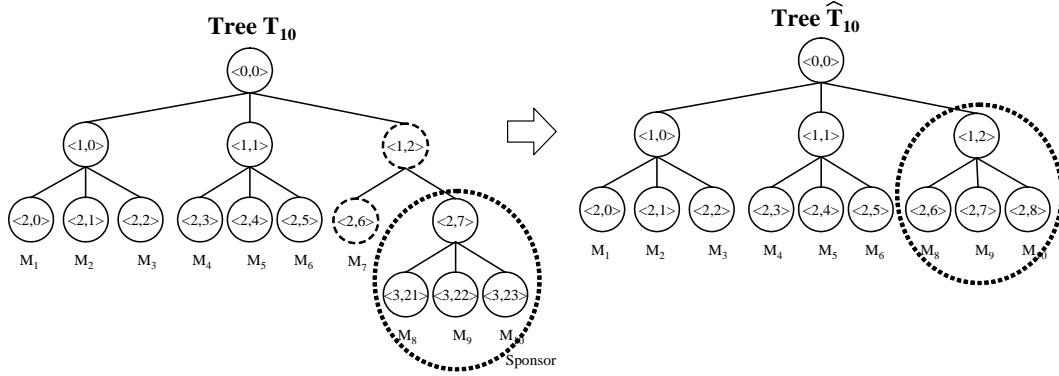 Tree T10
Tree T̂10
<0,0>
<0,0>
<1,0>
<1,1>
<1,2>
<1,0>
<1,1>
<1,2>
<2,0>
<2,1>
<2,2>
<2,3>
<2,4>
<2,5>
<2,6>
<2,7>
<2,0>
<2,1>
<2,2>
<2,3>
<2,4>
<2,5>
<2,6>
<2,7>
<2,8>
M1
M2
M3
M4
M5
M6
M7
M1
M2
M3
M4
M5
M6
M8
M9
M10
<3,21>
<3,22>
<3,23>
M8
M9
M10
Sponsor